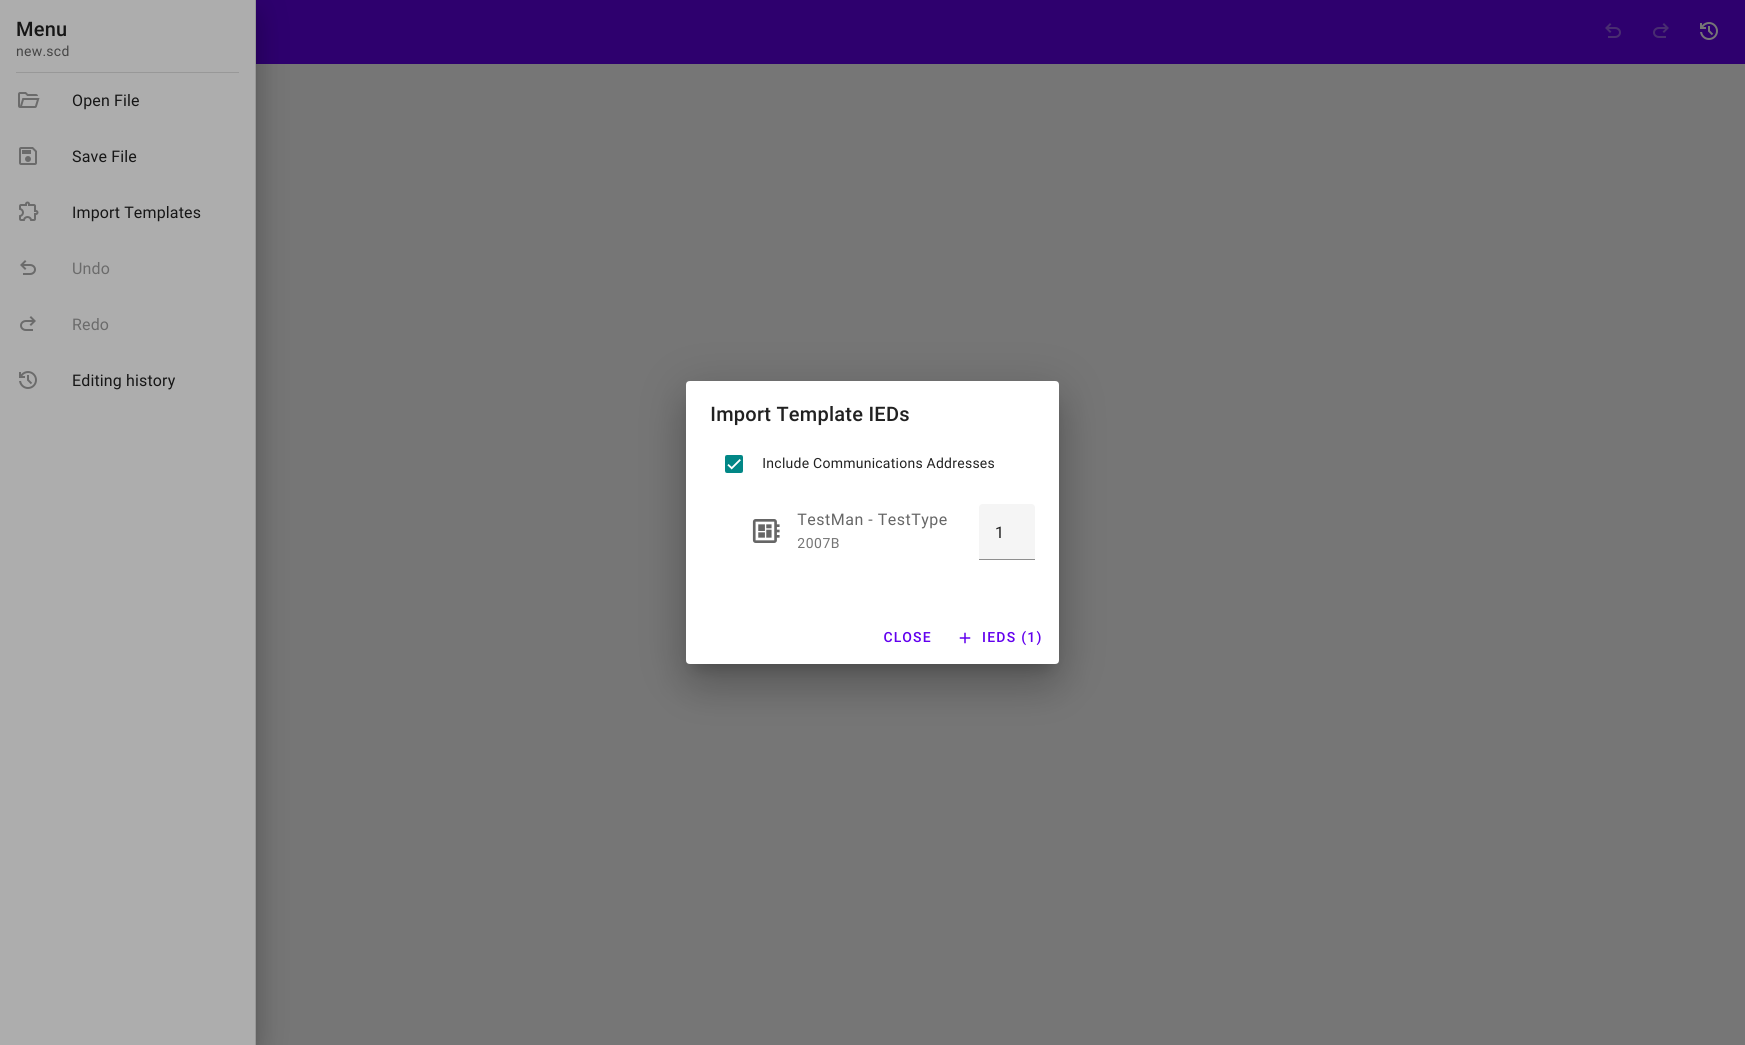 Menu
new.scd
Open File
Save File
Import Templates
Undo
Redo
Editing history
Import Template IEDs
Include Communications Addresses
TestMan - TestType
2007B
1
CLOSE
IEDS (1)